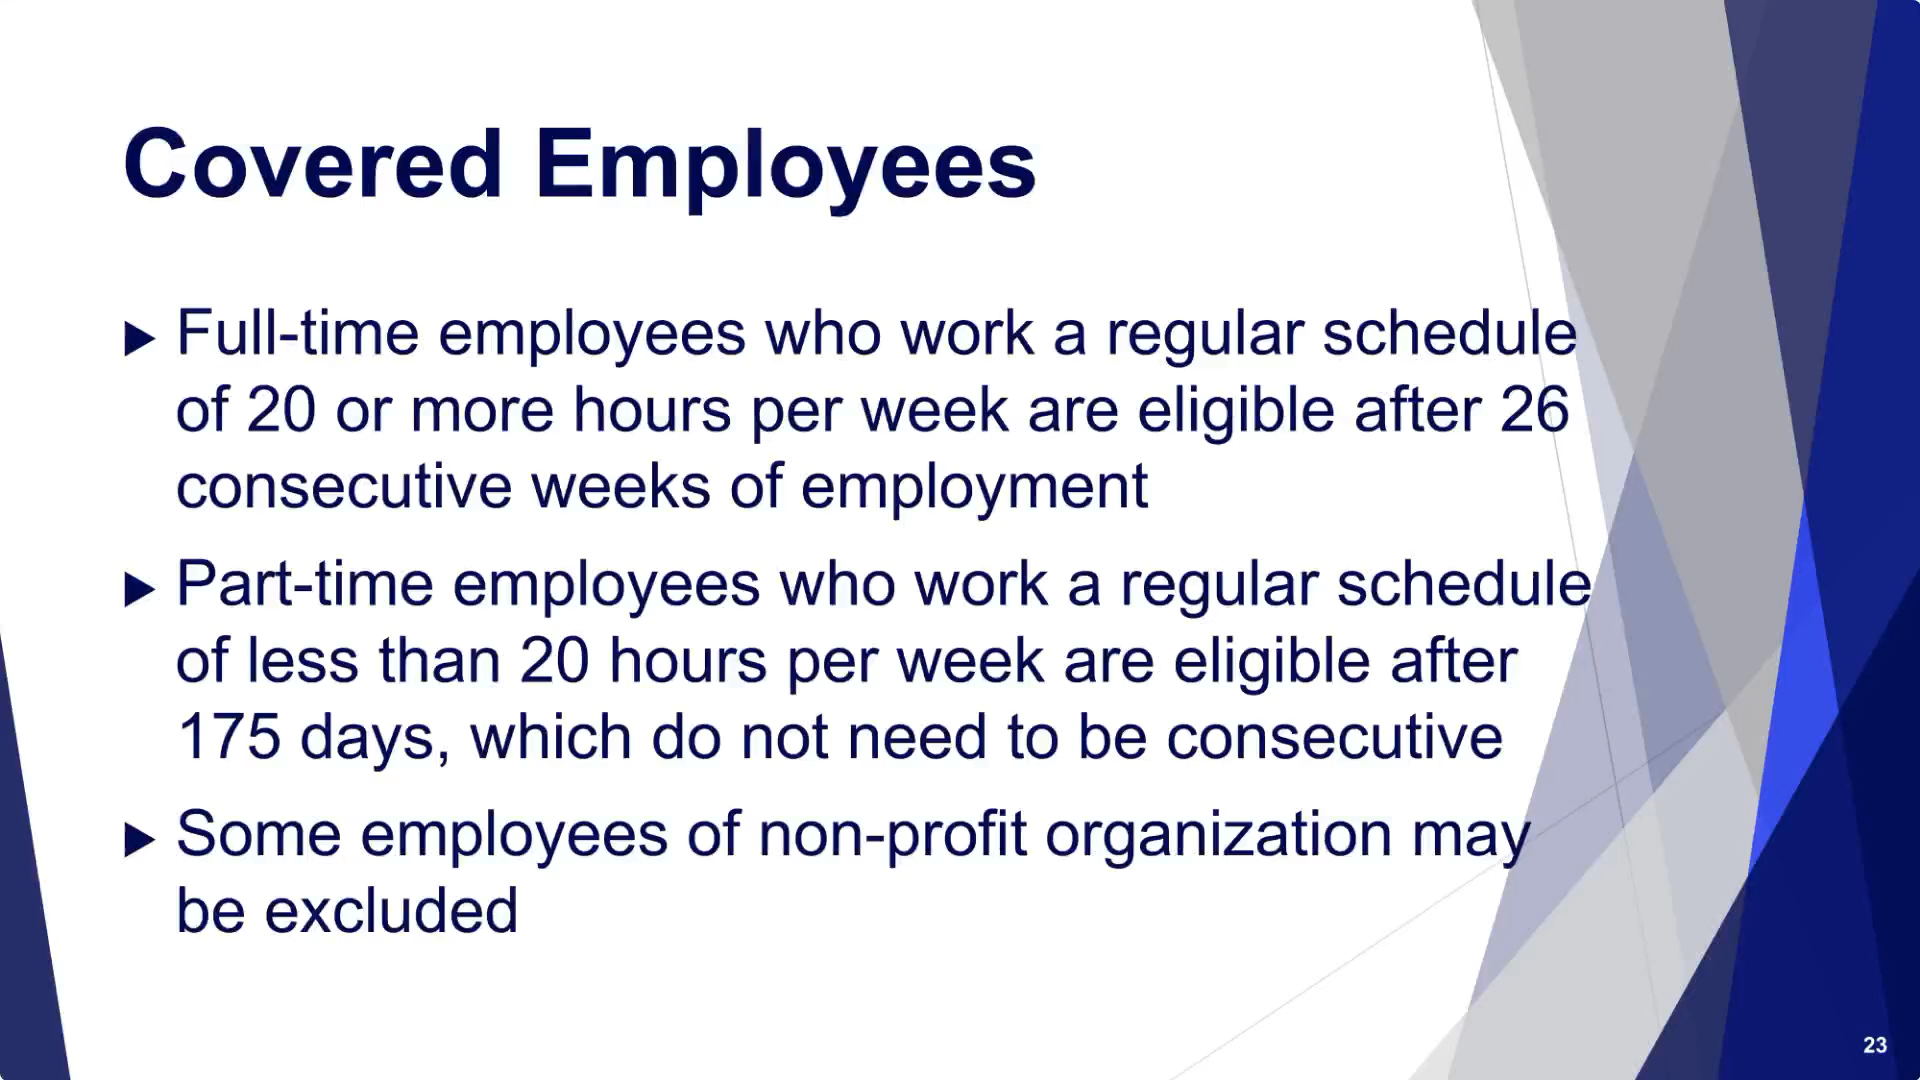 Covered Employees
Full-time employees who work a regular schedule
of 20 or more hours per week are eligible after 26
consecutive weeks of employment
Part-time employees who work a regular schedule
of less than 20 hours per week are eligible after
175 days, which do not need to be consecutive
Some employees of non-profit organization may
be excluded
23